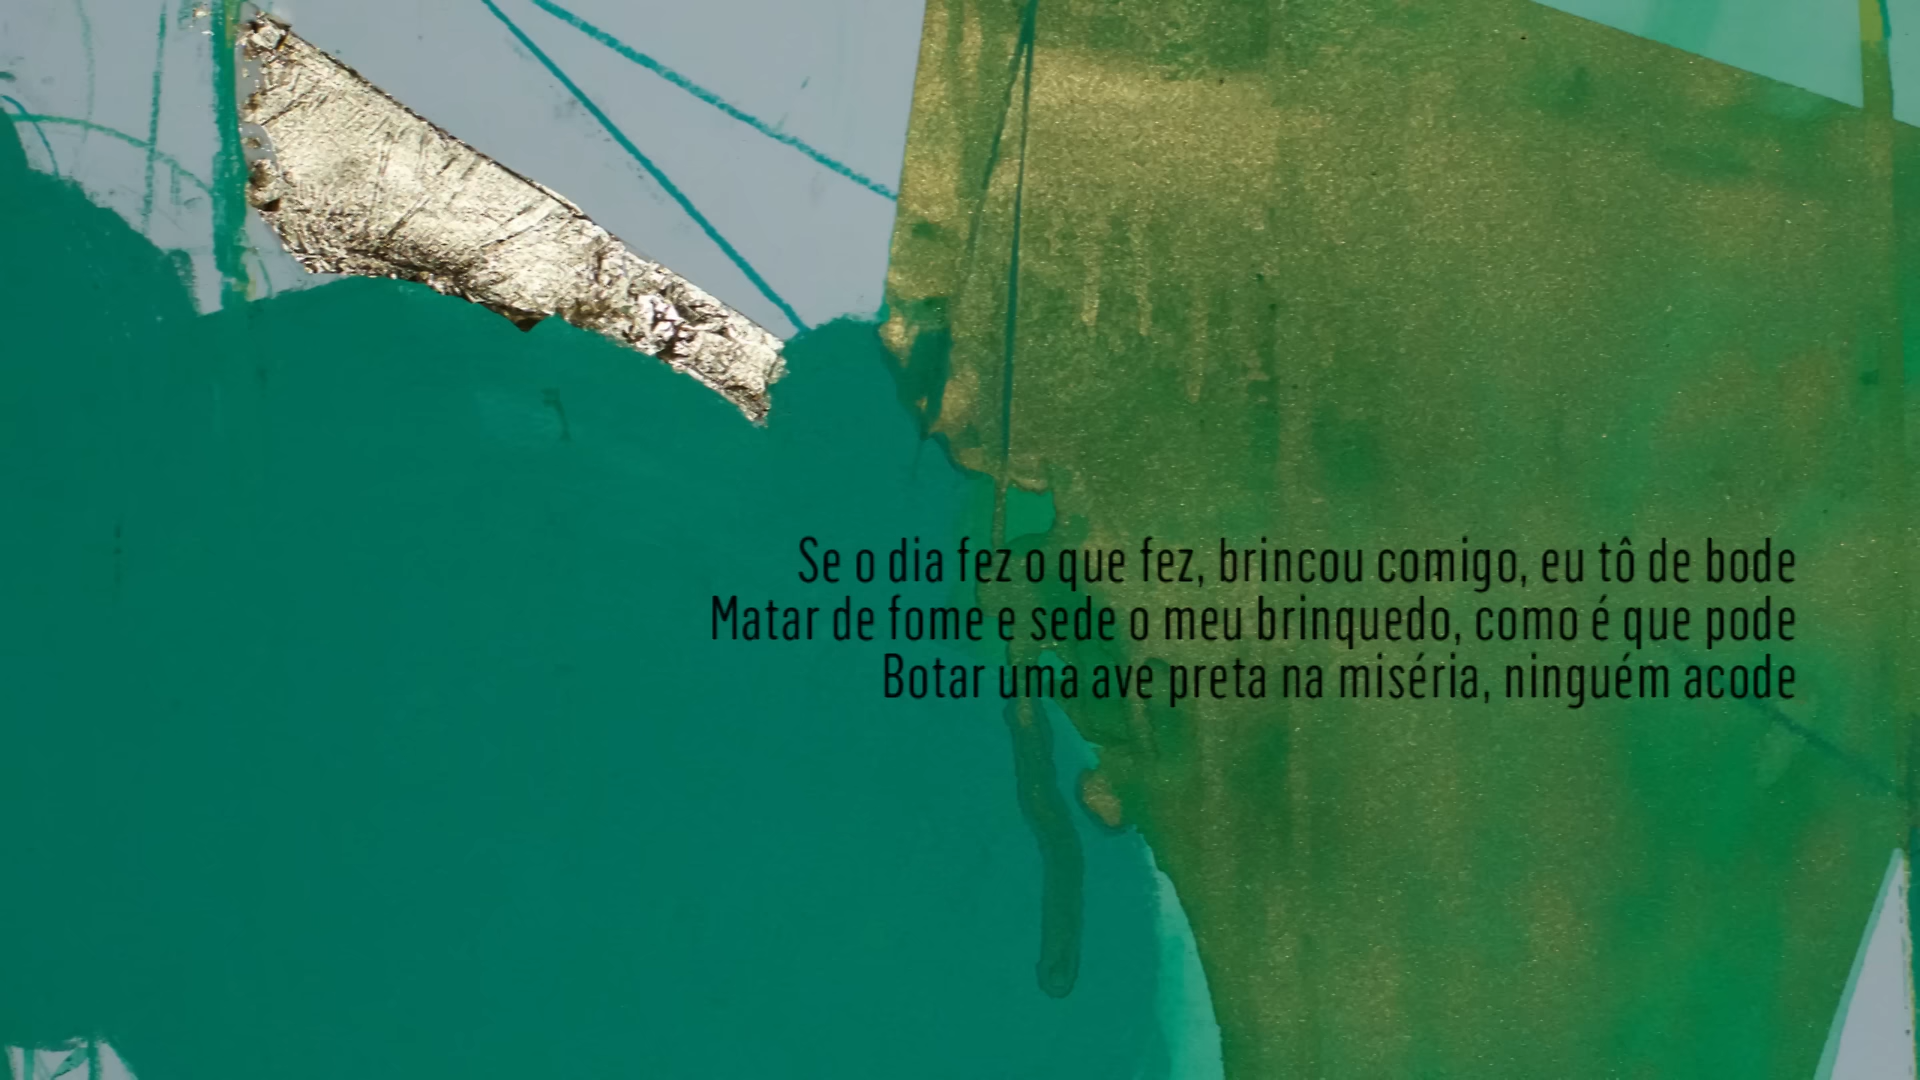 Se o dia fez o que fez, brincou comigo, eu tô de bode
Matar de fome e sede o meu brinquedo, como é que pode
Botar uma ave preta na miséria, ninguém acode